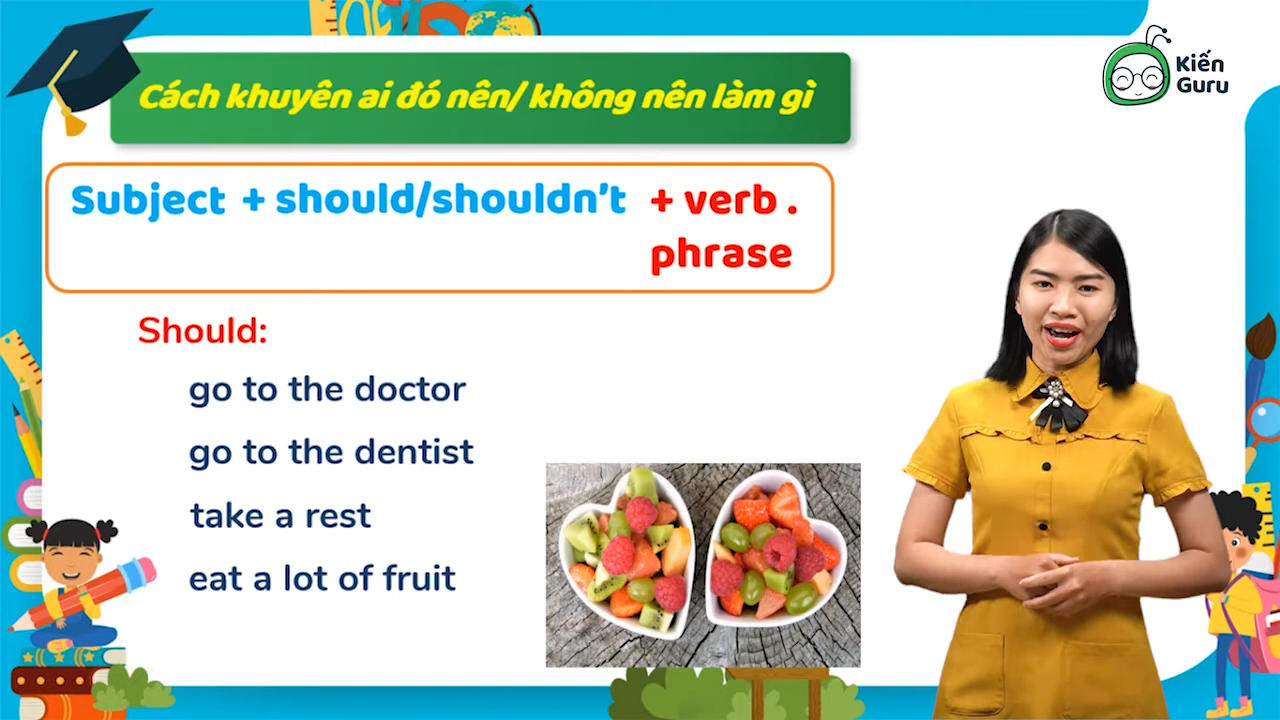 Cách khuyên ai đó nên/ không nên làm gì
Kiến
Guru
Subject + should/shouldn't + verb .
phrase
Should:
go to the doctor
go to the dentist
take a rest
eat a lot of fruit